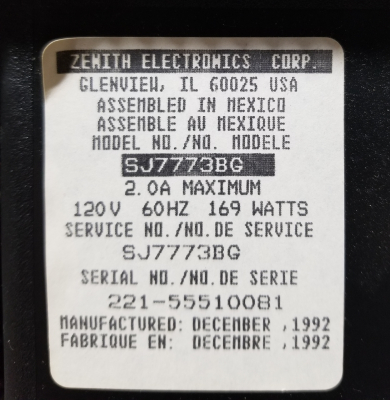 ZENITH ELECTRONICS CORP.
GLENVIEW, IL 60025 USA
ASSEMBLED IN MEXICO
ASSEMBLE AU MEXIQUE
MODEL NO./NO. MODELE
SJ7773BG
2.0A MAXIMUM
120V 60HZ 169 WATTS
SERVICE NO./NO.DE SERVICE
SJ7773BG
SERIAL NO./NO.DE SERIE
221-55510081
MANUFACTURED: DECEMBER ,1992
FABRIQUE EN: DECEMBRE ,1992